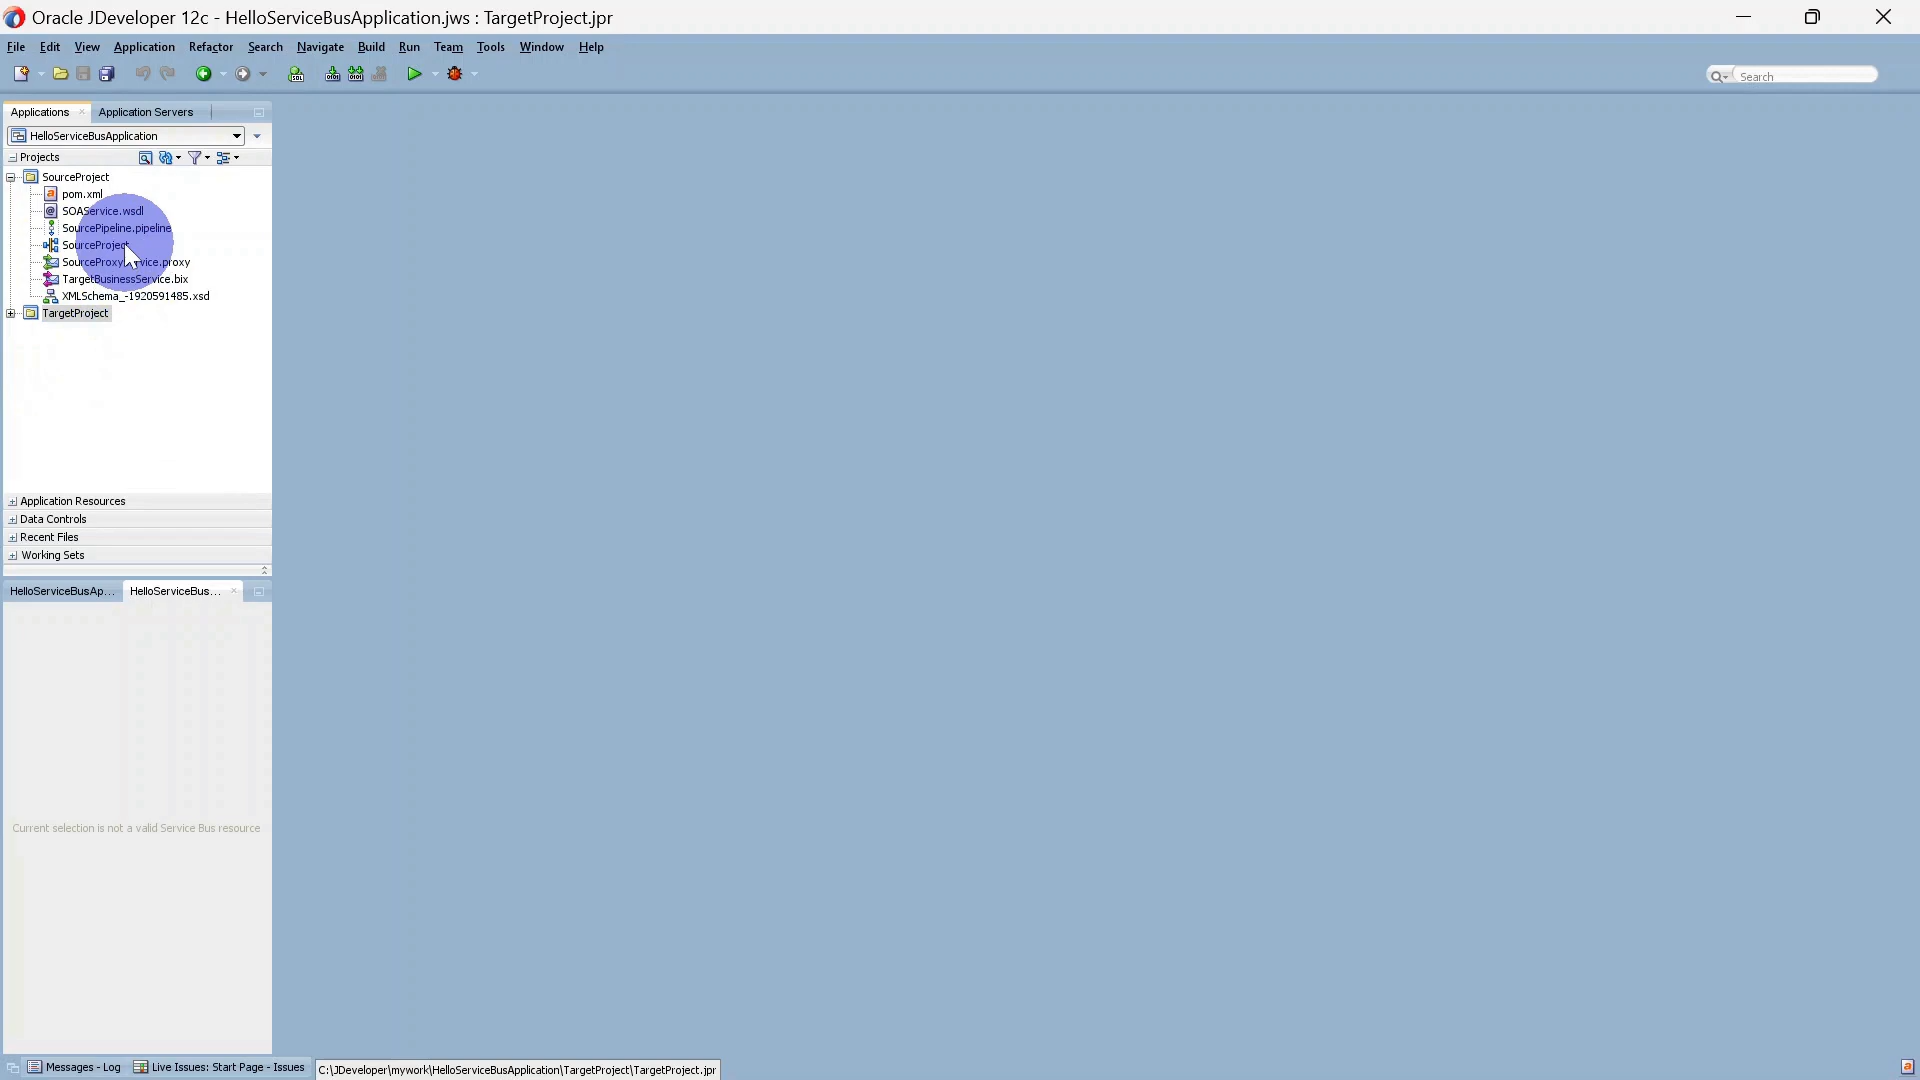 Oracle JDeveloper 12c - HelloServiceBusApplication.jws : TargetProject.jpr
File Edit View Application Refactor Search Navigate Build Run Team Tools Window Help
Search
Applications Application Servers
HelloServiceBusApplication
Projects
SourceProject
pom.xml
SOAService.wsdl
SourcePipeline.pipeline
SourceProject
SourceProxyService.proxy
TargetBusinessService.bix
XMLSchema_-1920591485.xsd
TargetProject
Application Resources
Data Controls
Recent Files
Working Sets
HelloServiceBusAp... HelloServiceBus...
Current selection is not a valid Service Bus resource
Messages - Log Live Issues: Start Page - Issues C:\JDeveloper\mywork\HelloServiceBusApplication\TargetProject\TargetProject.jpr